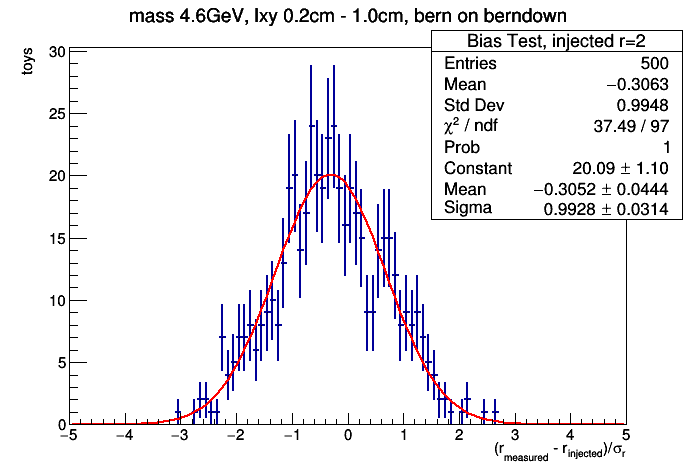 mass 4.6GeV, lxy 0.2cm - 1.0cm, bern on berndown
toys
30
25
20
15
10
5
0
Bias Test, injected r=2
Entries 500
Mean −0.3063
Std Dev 0.9948
χ² / ndf 37.49 / 97
Prob 1
Constant 20.09 ± 1.10
Mean −0.3052 ± 0.0444
Sigma 0.9928 ± 0.0314
−5 −4 −3 −2 −1 0 1 2 3 4 5
(r_measured - r_injected)/σ_r